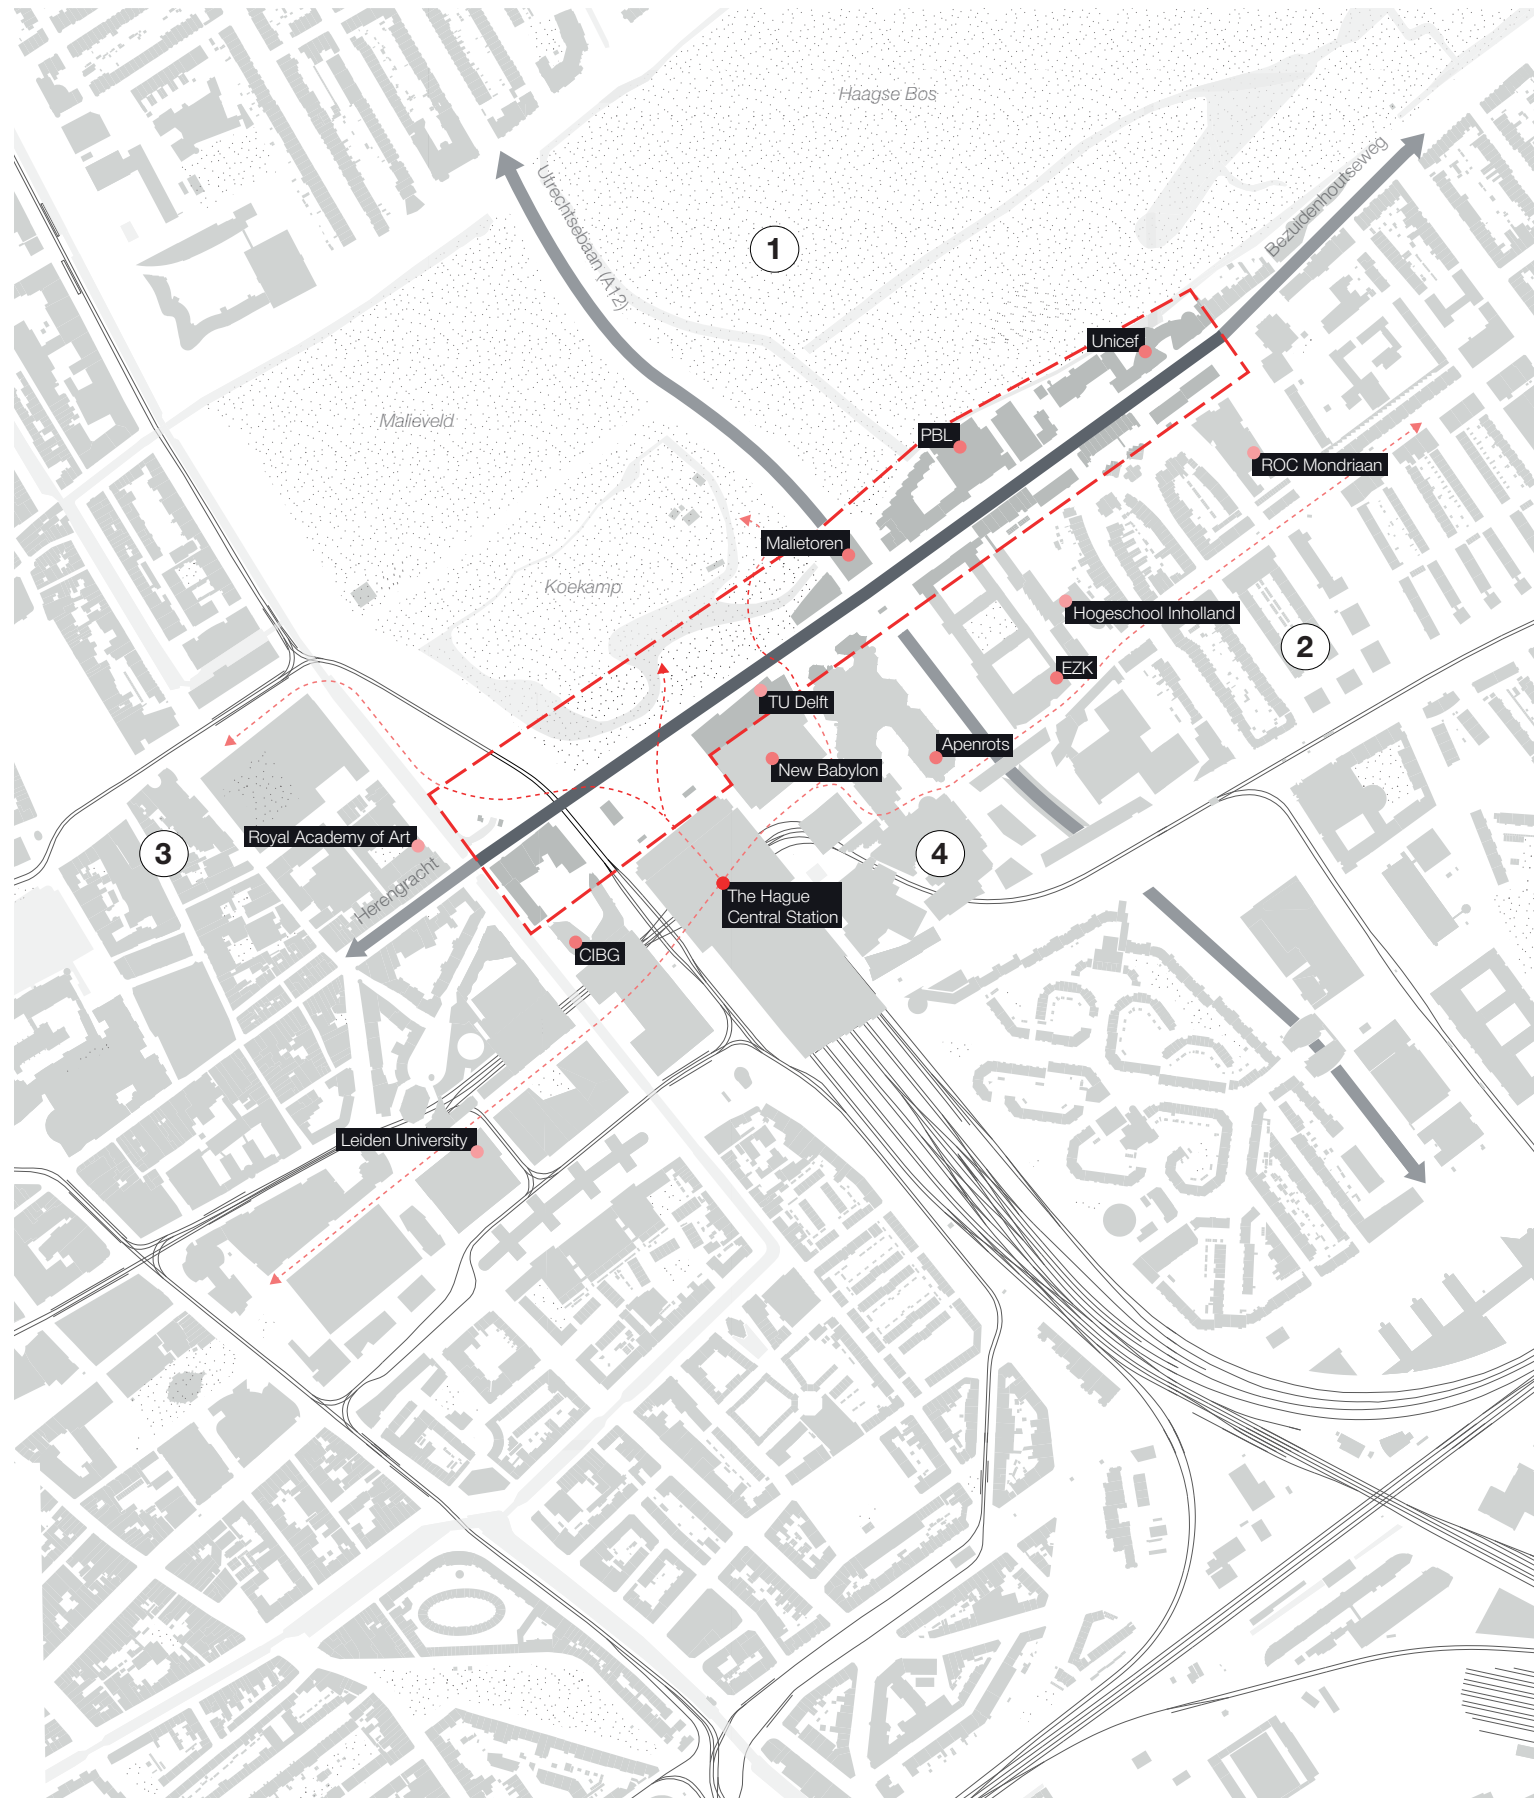 Haagse Bos
Utrechtsebaan (A12)
Bezuidenhoutseweg
1
Unicef
Malieveld
PBL
ROC Mondriaan
Malietoren
Koekamp
Hogeschool Inholland
2
EZK
TU Delft
Apenrots
New Babylon
Royal Academy of Art
3
4
Herengracht
The Hague
Central Station
CIBG
Leiden University